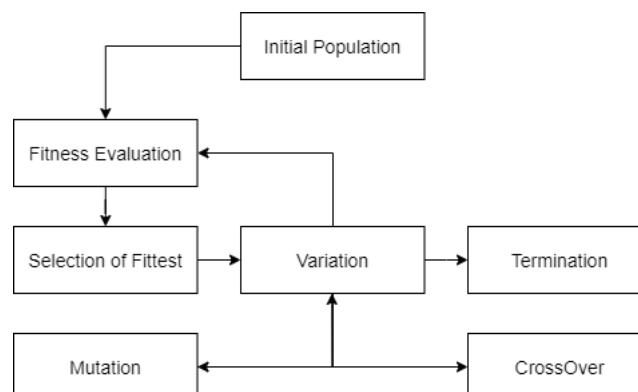 Initial Population
Fitness Evaluation
Selection of Fittest
Variation
Termination
Mutation
CrossOver